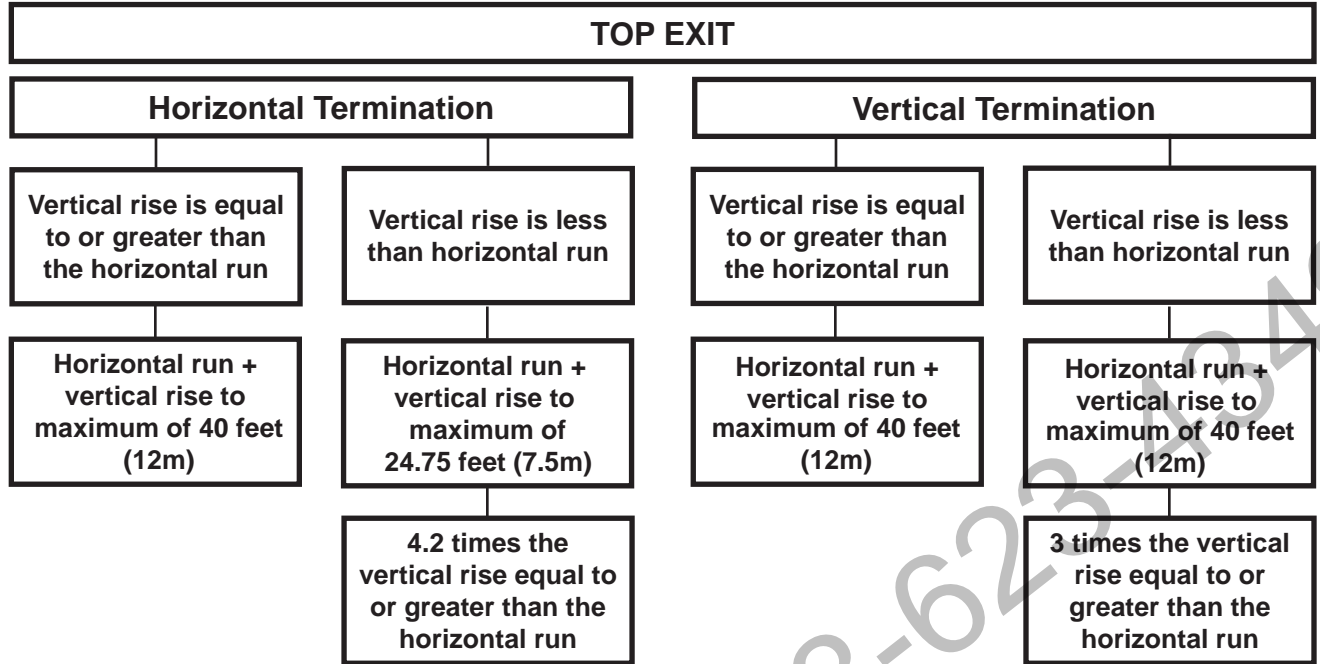 TOP EXIT
Horizontal Termination
Vertical rise is equal
to or greater than
the horizontal run
Horizontal run +
vertical rise to
maximum of 40 feet
(12m)
Vertical rise is less
than horizontal run
Horizontal run +
vertical rise to
maximum of
24.75 feet (7.5m)
4.2 times the
vertical rise equal to
or greater than the
horizontal run
Vertical Termination
Vertical rise is equal
to or greater than
the horizontal run
Horizontal run +
vertical rise to
maximum of 40 feet
(12m)
Vertical rise is less
than horizontal run
Horizontal run +
vertical rise to
maximum of 40 feet
(12m)
3 times the vertical
rise equal to or
greater than the
horizontal run